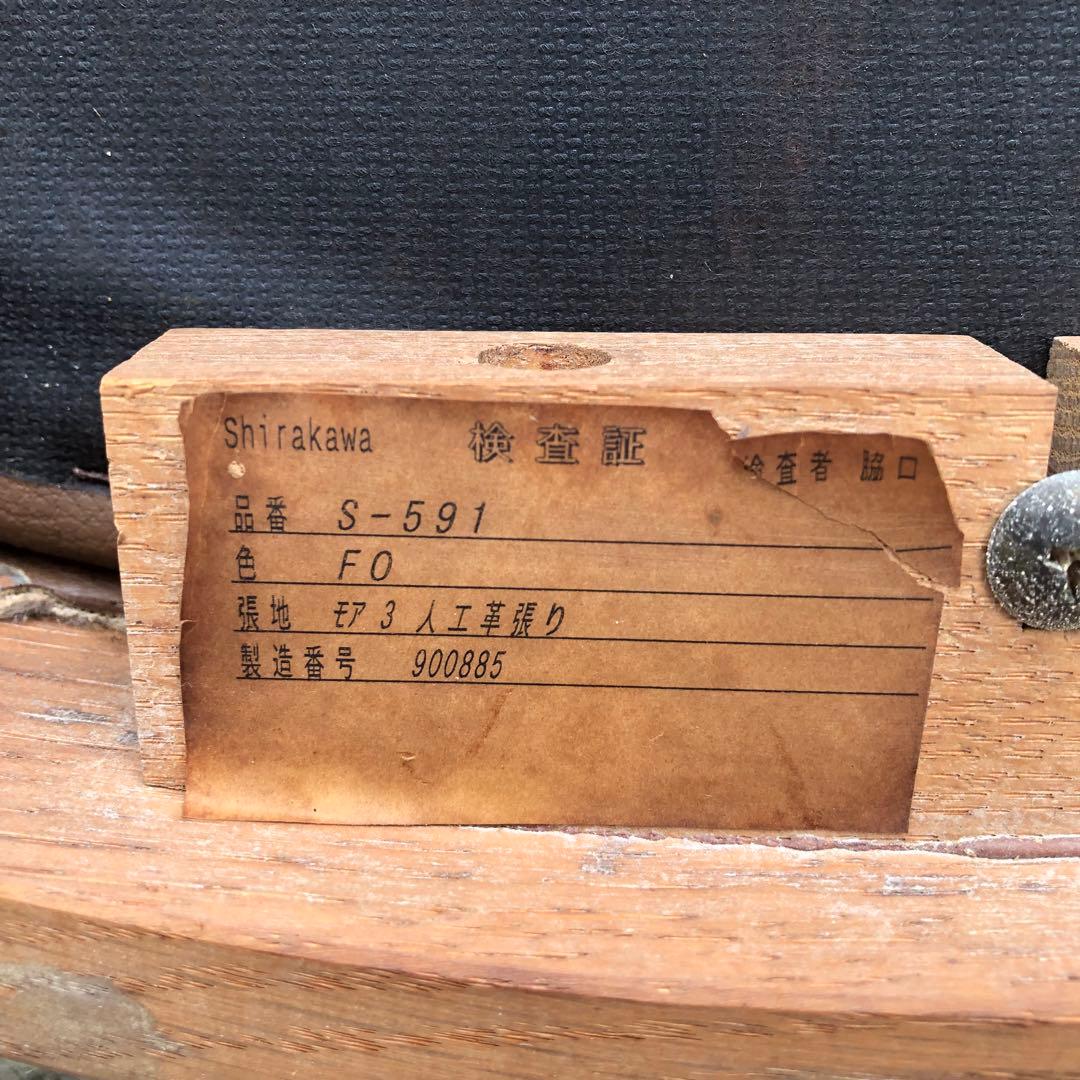 Shirakawa 検査証 検査者 脇口
品番 S-591
色 FO
張地 モア3 人工革張り
製造番号 900885